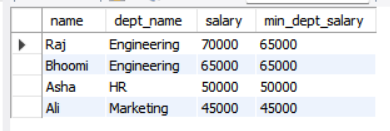 name dept_name salary min_dept_salary
Raj Engineering 70000 65000
Bhoomi Engineering 65000 65000
Asha HR 50000 50000
Ali Marketing 45000 45000